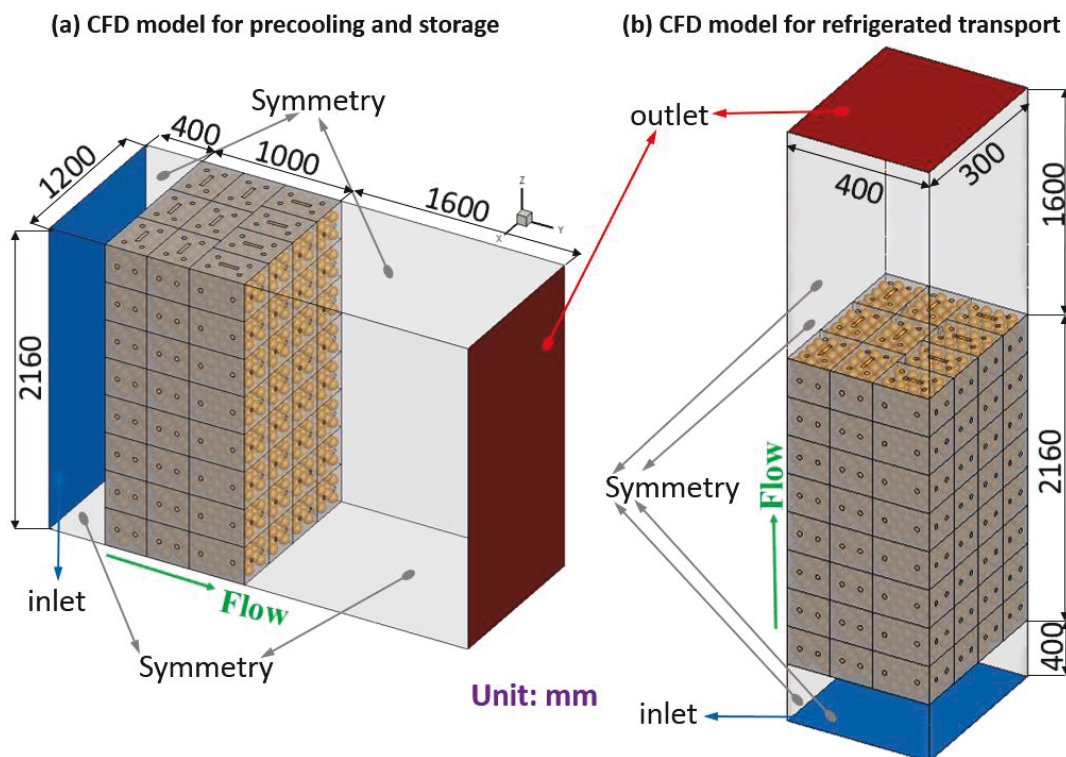 (a) CFD model for precooling and storage
(b) CFD model for refrigerated transport
Symmetry
1200
400
1000
1600
2160
Z
X
Y
inlet
Flow
Symmetry
outlet
400
300
1600
Symmetry
Flow
2160
400
inlet
Unit: mm